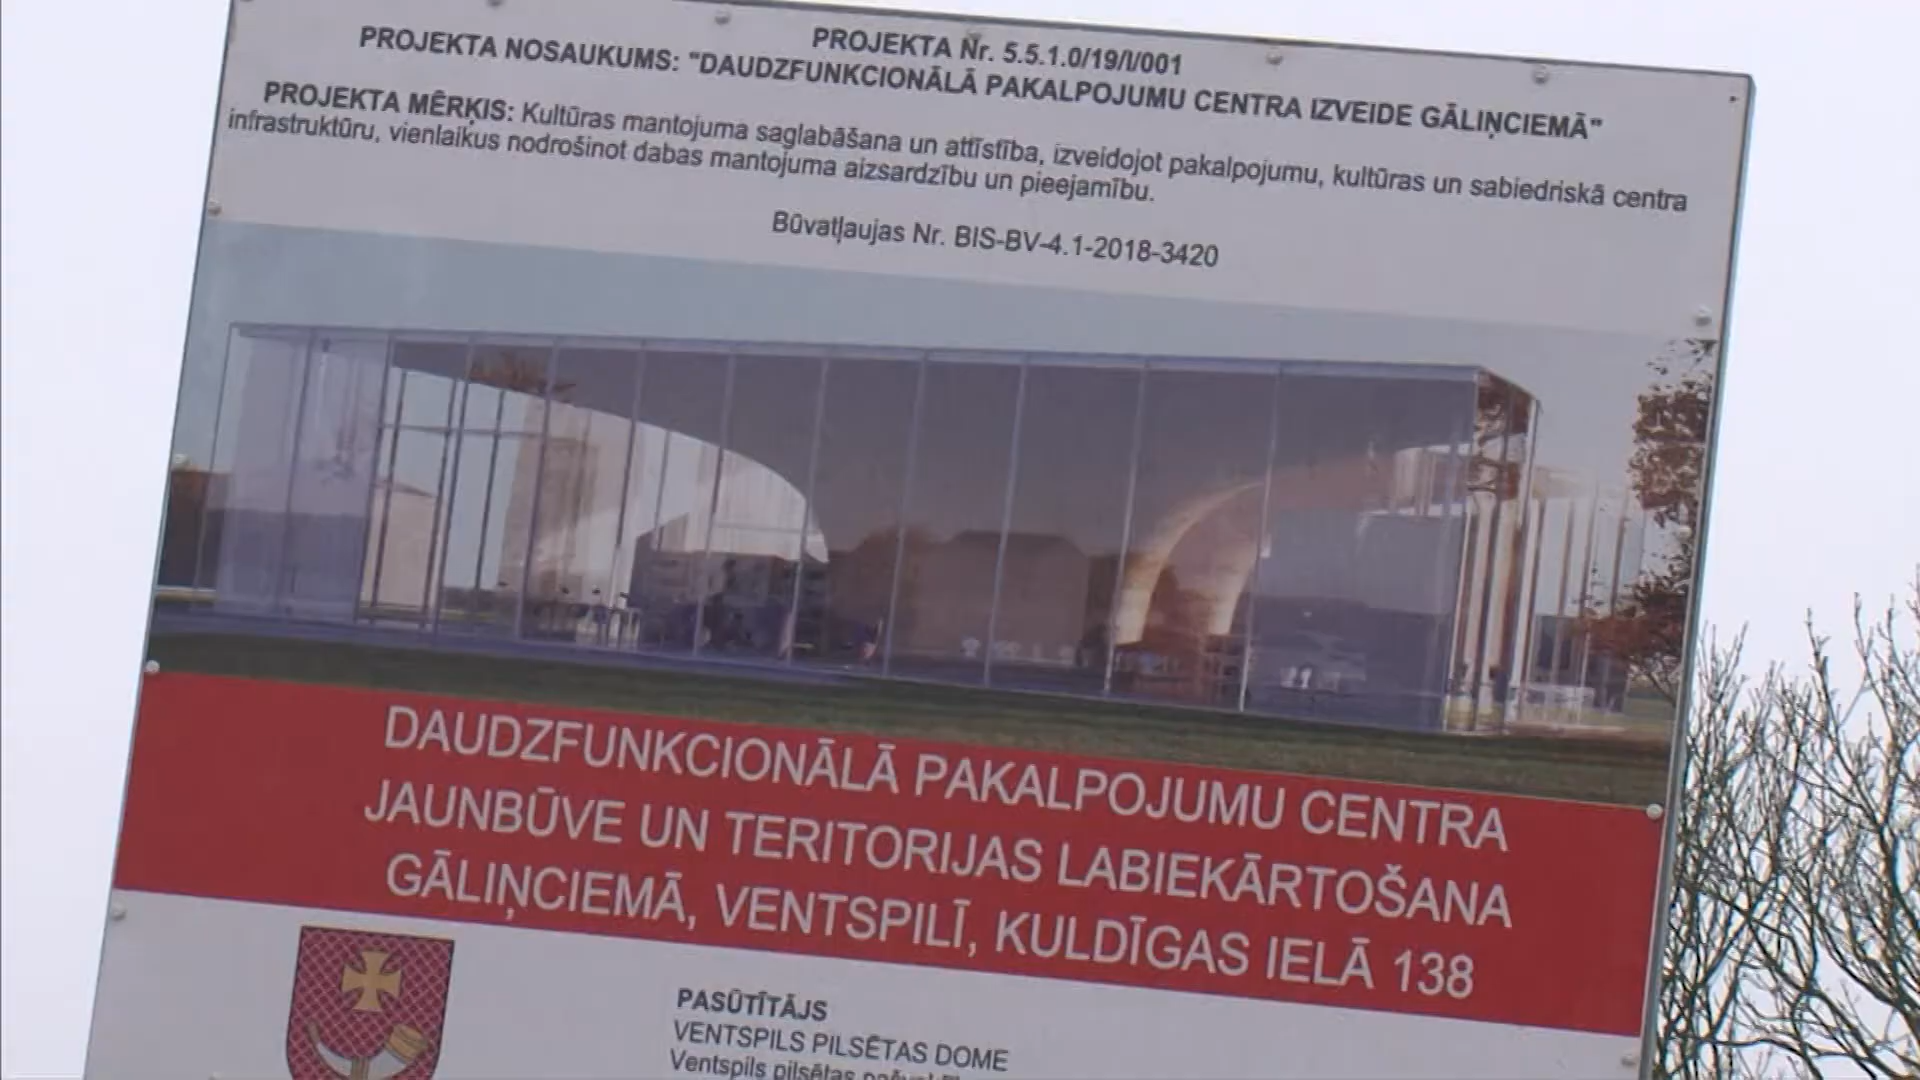 PROJEKTA Nr. 5.5.1.0/19/I/001
PROJEKTA NOSAUKUMS: "DAUDZFUNKCIONĀLĀ PAKALPOJUMU CENTRA IZVEIDE GĀLIŅCIEMĀ"
PROJEKTA MĒRĶIS: Kultūras mantojuma saglabāšana un attīstība, izveidojot pakalpojumu, kultūras un sabiedriskā centra
infrastruktūru, vienlaikus nodrošinot dabas mantojuma aizsardzību un pieejamību.
Būvatļaujas Nr. BIS-BV-4.1-2018-3420
DAUDZFUNKCIONĀLĀ PAKALPOJUMU CENTRA
JAUNBŪVE UN TERITORIJAS LABIEKĀRTOŠANA
GĀLIŅCIEMĀ, VENTSPILĪ, KULDĪGAS IELĀ 138
PASŪTĪTĀJS
VENTSPILS PILSĒTAS DOME
Ventspils pilsētas